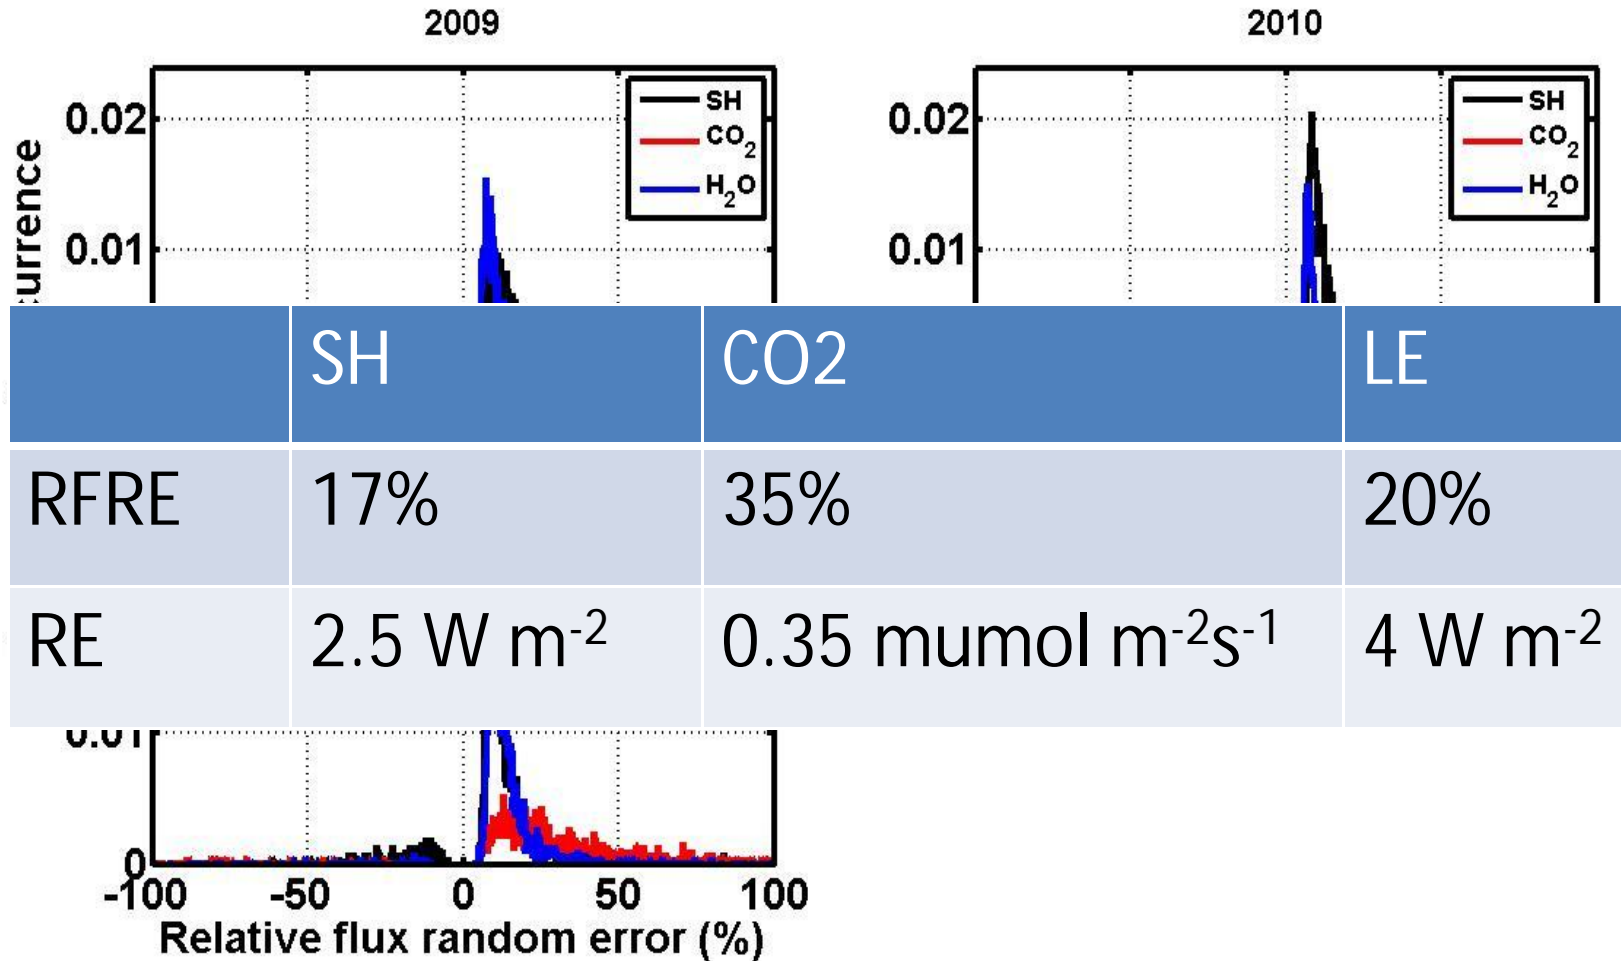 2009
2010
0.02
0.01
SH
CO2
H2O
0.02
0.01
SH
CO2
H2O
SH CO2 LE
RFRE 17% 35% 20%
RE 2.5 W m-2 0.35 mumol m-2s-1 4 W m-2
0
-100 -50 0 50 100
Relative flux random error (%)